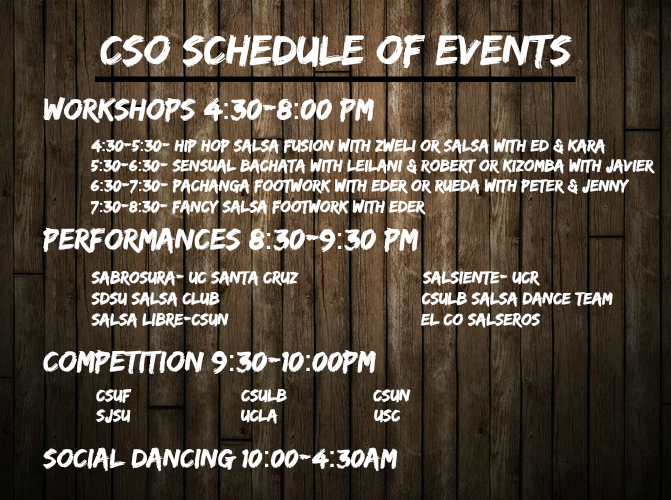 CSO SCHEDULE OF EVENTS
WORKSHOPS 4:30-8:00 PM
4:30-5:30- HIP HOP SALSA FUSION WITH ZWELI OR SALSA WITH ED & KARA
5:30-6:30- SENSUAL BACHATA WITH LEILANI & ROBERT OR KIZOMBA WITH JAVIER
6:30-7:30- PACHANGA FOOTWORK WITH EDER OR RUEDA WITH PETER & JENNY
7:30-8:30- FANCY SALSA FOOTWORK WITH EDER
PERFORMANCES 8:30-9:30 PM
SABROSURA- UC SANTA CRUZ
SDSU SALSA CLUB
SALSA LIBRE-CSUN
SALSIENTE- UCR
CSULB SALSA DANCE TEAM
EL CO SALSEROS
COMPETITION 9:30-10:00PM
CSUF CSULB CSUN
SJSU UCLA USC
SOCIAL DANCING 10:00-4:30AM